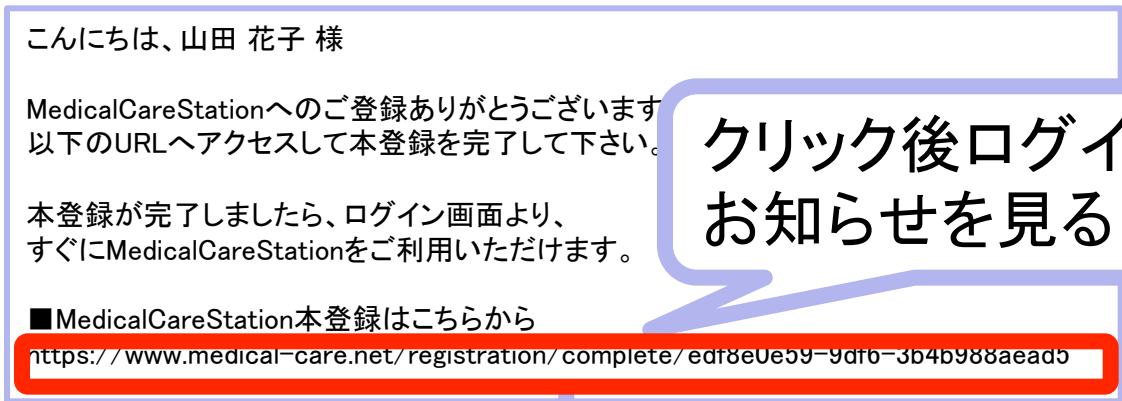 こんにちは、山田 花子 様
MedicalCareStationへのご登録ありがとうございます
以下のURLへアクセスして本登録を完了して下さい。
本登録が完了しましたら、ログイン画面より、
すぐにMedicalCareStationをご利用いただけます。
■MedicalCareStation本登録はこちらから
https://www.medical-care.net/registration/complete/edf8e0e59-9df6-3b4b988aead5
クリック後ログイ
お知らせを見る